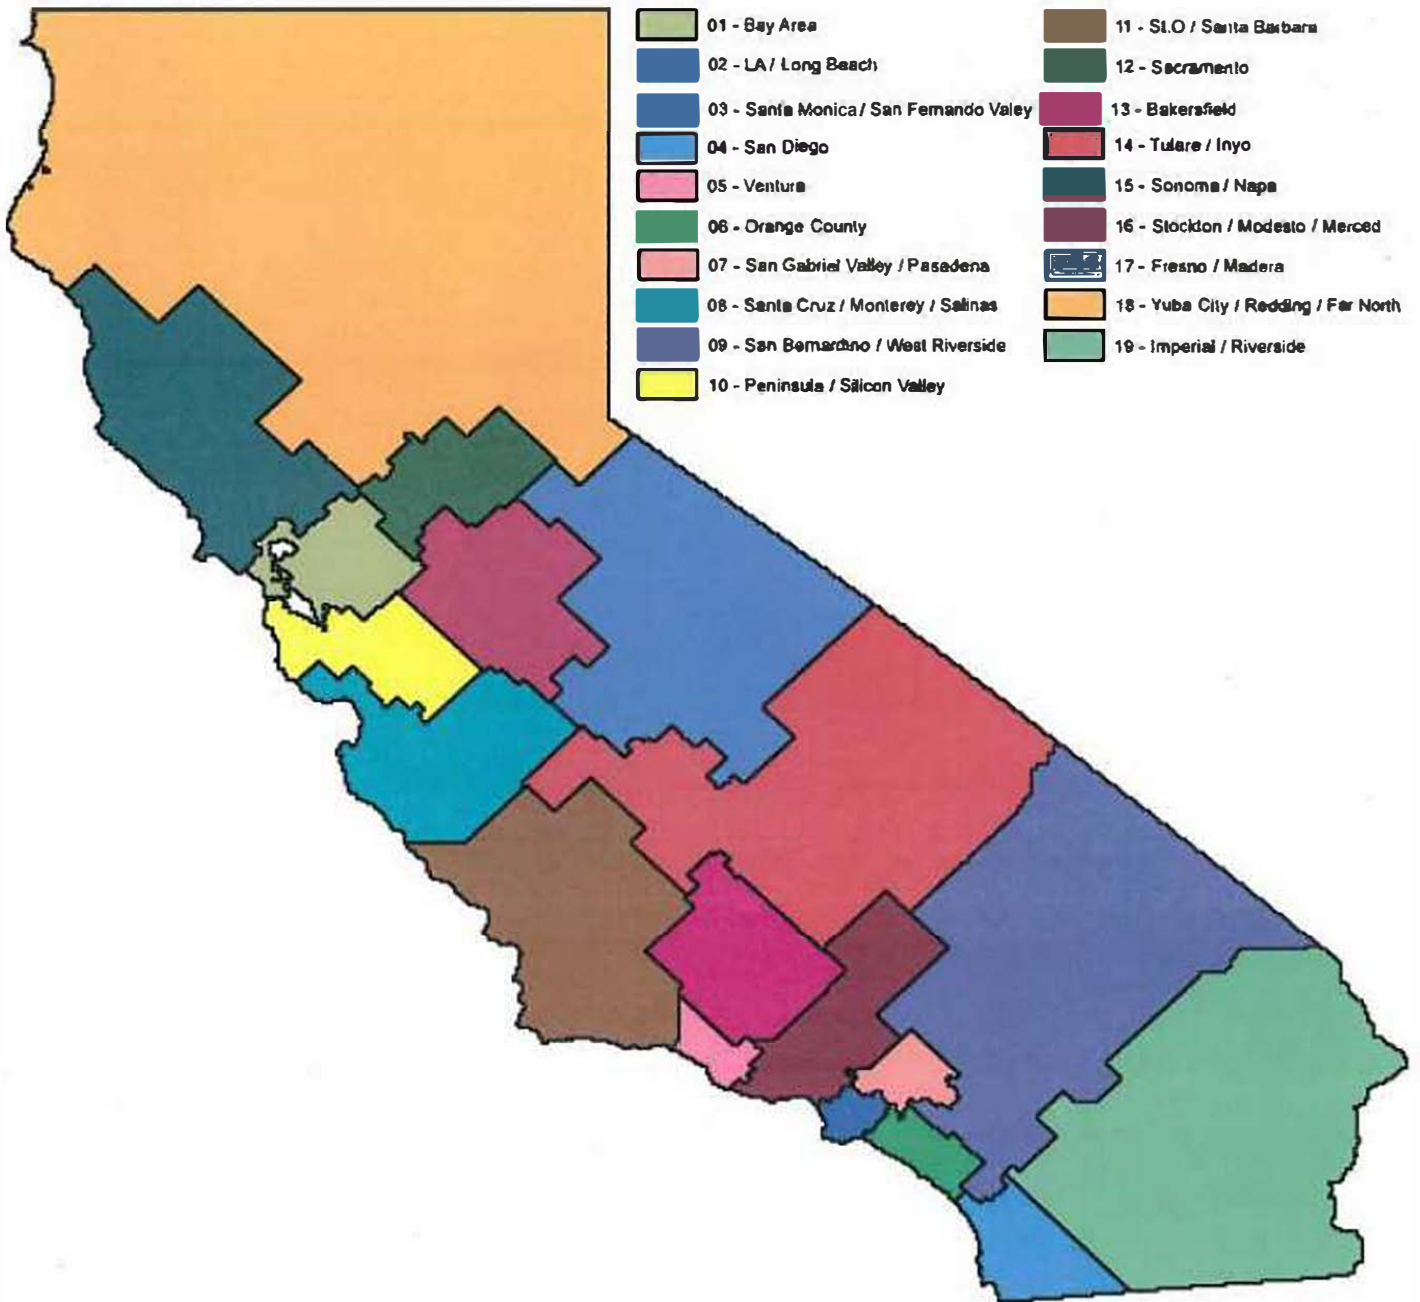 01 - Bay Area
02 - LA / Long Beach
03 - Santa Monica / San Fernando Valey
04 - San Diego
05 - Ventura
06 - Orange County
07 - San Gabriel Valley / Pasadena
08 - Santa Cruz / Monterey / Salinas
09 - San Bernardino / West Riverside
10 - Peninsula / Silicon Valley
11 - SLO / Santa Barbara
12 - Sacramento
13 - Bakersfield
14 - Tulare / Inyo
15 - Sonoma / Napa
16 - Stockton / Modesto / Merced
17 - Fresno / Madera
18 - Yuba City / Redding / Far North
19 - Imperial / Riverside